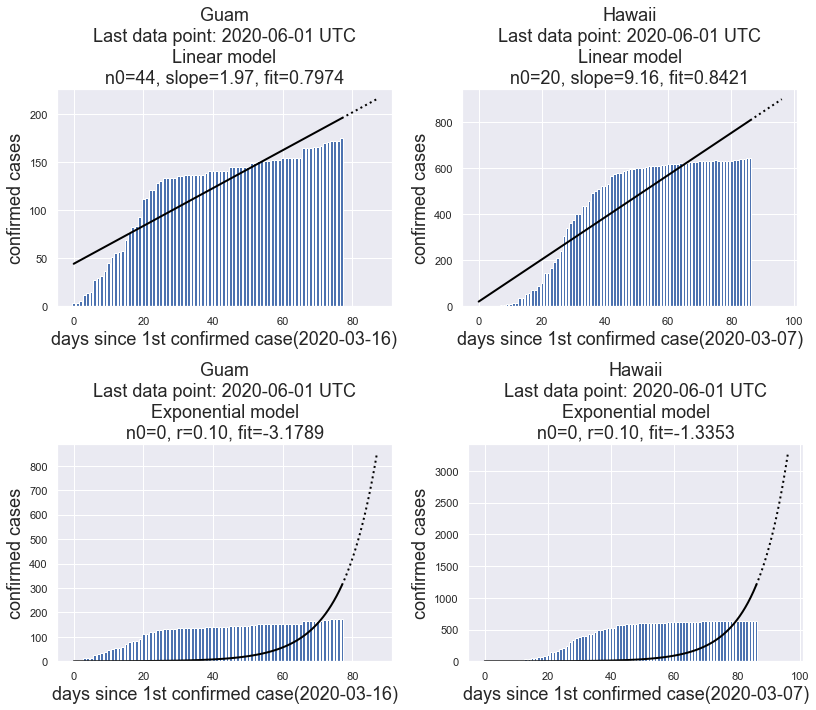 Guam
Last data point: 2020-06-01 UTC
Linear model
n0=44, slope=1.97, fit=0.7974
200
150
100
50
0
confirmed cases
0 20 40 60 80
days since 1st confirmed case(2020-03-16)
Hawaii
Last data point: 2020-06-01 UTC
Linear model
n0=20, slope=9.16, fit=0.8421
800
600
400
200
0
confirmed cases
0 20 40 60 80 100
days since 1st confirmed case(2020-03-07)
Guam
Last data point: 2020-06-01 UTC
Exponential model
n0=0, r=0.10, fit=-3.1789
800
700
600
500
400
300
200
100
0
confirmed cases
0 20 40 60 80
days since 1st confirmed case(2020-03-16)
Hawaii
Last data point: 2020-06-01 UTC
Exponential model
n0=0, r=0.10, fit=-1.3353
3000
2500
2000
1500
1000
500
0
confirmed cases
0 20 40 60 80 100
days since 1st confirmed case(2020-03-07)